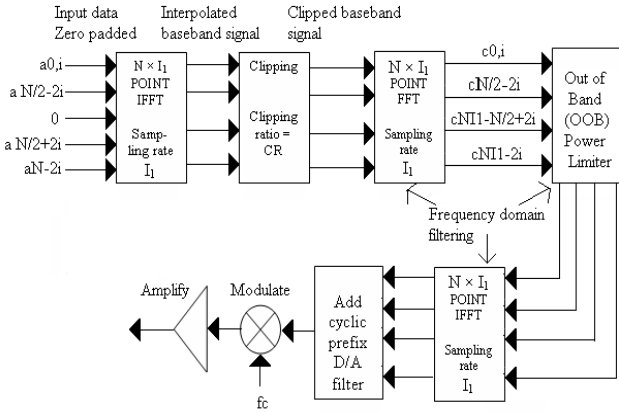 Input data
Zero padded
Interpolated
baseband signal
Clipped baseband
signal
a0,i
a N/2-2i
0
a N/2+2i
aN-2i
N × I1
POINT
IFFT
Sam-
pling rate
I1
Clipping
Clipping
ratio =
CR
N × I1
POINT
FFT
Sampling
rate
I1
c0,i
clN/2-2i
cNI1-N/2+2i
cNI1-2i
Out of
Band
(OOB)
Power
Limiter
Frequency domain
filtering
Amplify
Modulate
fc
Add
cyclic
prefix
D/A
filter
N × I1
POINT
IFFT
Sampling
rate
I1